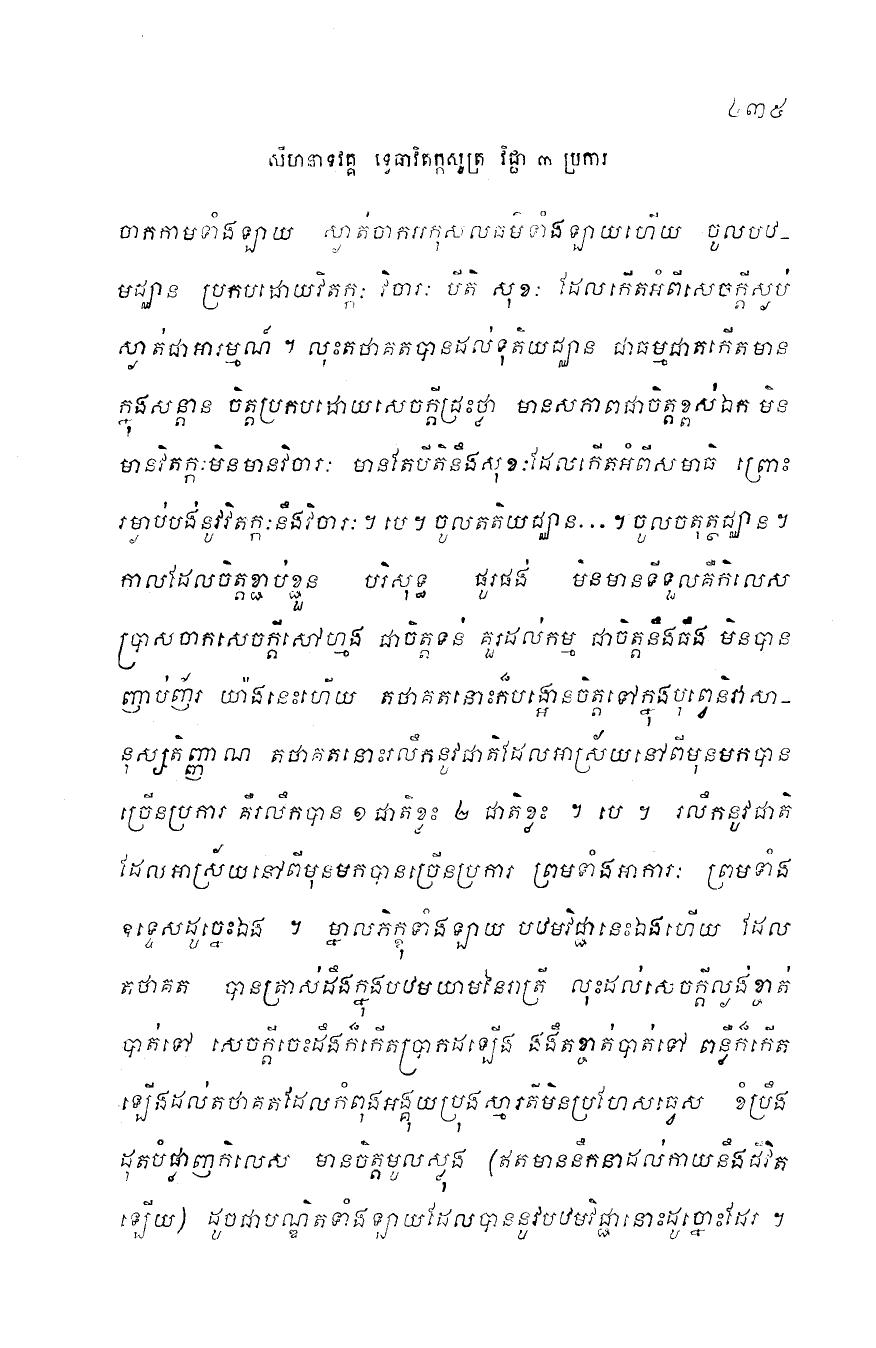 ៤៣៥
សីហនាទវគ្គ ទ្វេធាវិតក្កសូត្រ វិជ្ជា ៣ ប្រការ
ចាកកាមទាំងឡាយ ស្ងាត់ចាកអកុសលធម៌ទាំងឡាយហើយ ចូលបឋ-
មជ្ឈាន ប្រកបដោយវិតក្កៈ វិចារៈ បីតិ សុខៈ ដែលកើតអំពីសេចក្តីស្ងប់
ស្ងាត់ជាអារម្មណ៍ ។ លុះតថាគតបានដល់ទុតិយជ្ឈាន ជាធម្មជាតកើតមាន
ក្នុងសន្តាន ចិត្តប្រកបដោយសេចក្តីជ្រះថ្លា មានសភាពជាចិត្តខ្ពស់ឯក មិន
មានវិតក្កៈមិនមានវិចារៈ មានតែបីតិនឹងសុខៈដែលកើតអំពីសមាធិ ព្រោះ
រម្ងាប់បង់នូវវិតក្កៈនឹងវិចារៈ ។ បេ ។ ចូលតតិយជ្ឈាន... ។ ចូលចតុត្ថជ្ឈាន ។
កាលដែលចិត្តខ្ជាប់ខ្ជួន បរិសុទ្ធ ផូរផង់ មិនមានទីទួលគឺកិលេស
ប្រាសចាកសេចក្តីសៅហ្មង ជាចិត្តទន់ គួរដល់កម្ម ជាចិត្តនឹងធឹង មិនបាន
ញាប់ញ័រ យ៉ាងនេះហើយ តថាគតនោះក៏បង្អោនចិត្តទៅក្នុងបុព្វេនិវាសា-
នុស្សតិញ្ញាណ តថាគតនោះរលឹកនូវជាតិដែលអាស្រ័យនៅពីមុនមកបាន
ច្រើនប្រការ គឺរលឹកបាន ១ ជាតិខ្លះ ២ ជាតិខ្លះ ។ បេ ។ រលឹកនូវជាតិ
ដែលអាស្រ័យនៅពីមុនមកបានច្រើនប្រការ ព្រមទាំងអាការៈ ព្រមទាំង
ឧទ្ទេសដូច្នេះឯង ។ ម្នាលភិក្ខុទាំងឡាយ បឋមវិជ្ជានេះឯងហើយ ដែល
តថាគត បានត្រាស់ដឹងក្នុងបឋមយាមនៃរាត្រី លុះដល់សេចក្តីល្ងង់ខ្ចាត់
បាត់ទៅ សេចក្តីចេះដឹងក៏កើតប្រាកដឡើង ងងឹតខ្ចាត់បាត់ទៅ ពន្លឺក៏កើត
ឡើងដល់តថាគតដែលកំពុងអង្គុយប្រុងស្មារតីមិនប្រហែសធ្វេស ខំប្រឹង
ដុតបំផ្លាញកិលេស មានចិត្តមូលស្លុង (ឥតមាននឹកនាដល់កាយនឹងជីវិត
ឡើយ) ដូចជាបណ្ឌិតទាំងឡាយដែលបាននូវបឋមវិជ្ជានោះដូច្នោះដែរ ។